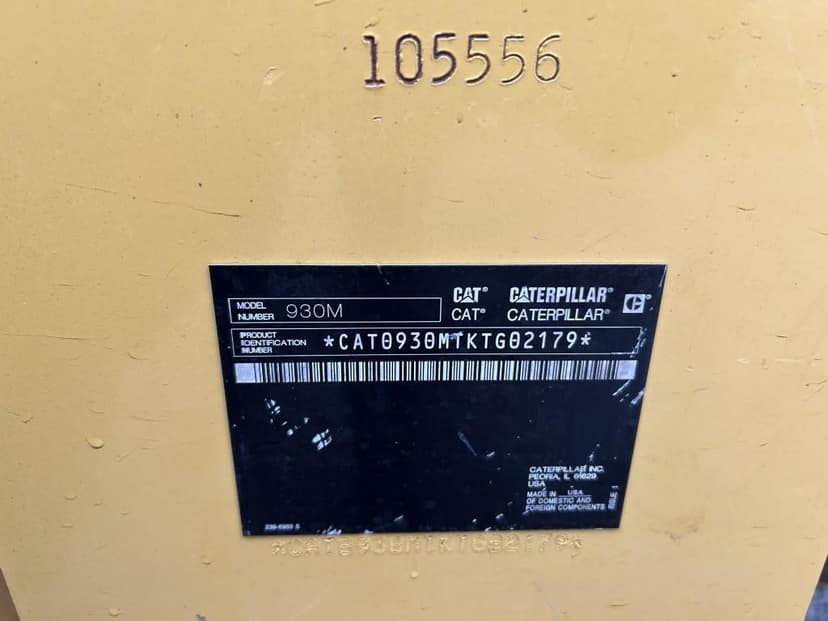 105556
CAT® CATERPILLAR®
MODEL NUMBER 930M CAT® CATERPILLAR®
PRODUCT IDENTIFICATION NUMBER *CAT0930MTKTG02179*
CATERPILLAR INC.
PEORIA, IL 61629
USA
MADE IN USA
OF DOMESTIC AND
FOREIGN COMPONENTS
*CAT0930MTKTG02179*